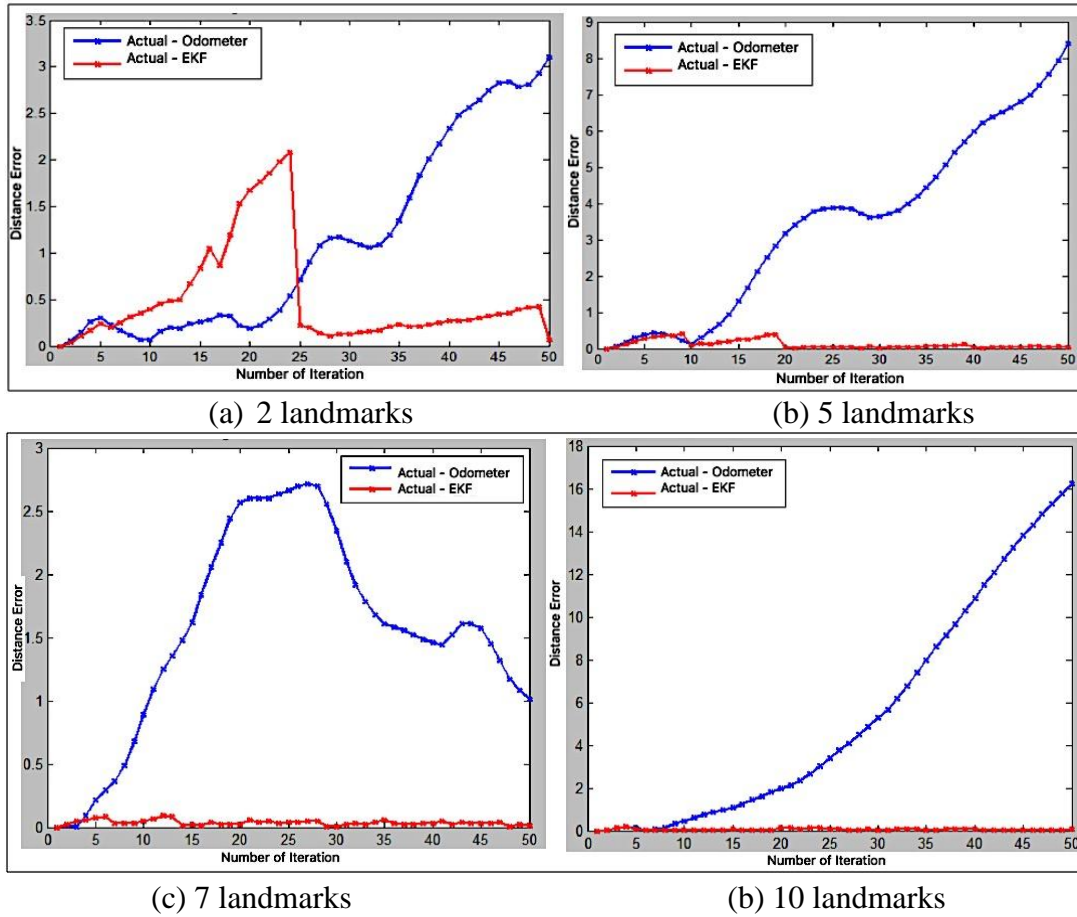 3.5
3
2.5
2
1.5
1
0.5
0
Distance Error
Actual - Odometer
Actual - EKF
0 5 10 15 20 25 30 35 40 45 50
Number of Iteration
(a) 2 landmarks
9
8
7
6
5
4
3
2
1
0
Distance Error
Actual - Odometer
Actual - EKF
0 5 10 15 20 25 30 35 40 45 50
Number of Iteration
(b) 5 landmarks
3
2.5
2
1.5
1
0.5
0
Distance Error
Actual - Odometer
Actual - EKF
0 5 10 15 20 25 30 35 40 45 50
Number of Iteration
(c) 7 landmarks
18
16
14
12
10
8
6
4
2
0
Distance Error
Actual - Odometer
Actual - EKF
0 5 10 15 20 25 30 35 40 45 50
Number of Iteration
(b) 10 landmarks